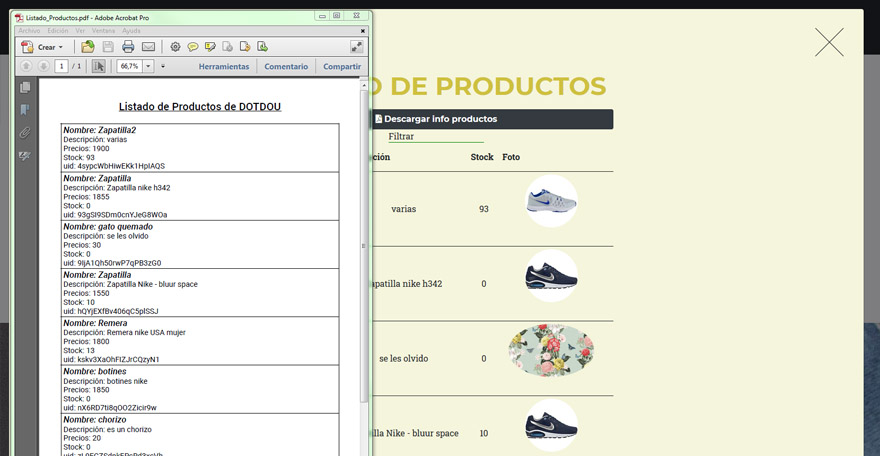 Listado_Productos.pdf - Adobe Acrobat Pro
Archivo Edición Ver Ventana Ayuda
Crear
1 / 1 66,7%
Herramientas Comentario Compartir
Listado de Productos de DOTDOU
Nombre: Zapatilla2
Descripción: varias
Precios: 1900
Stock: 93
uid: 4sypcWbHiwEKk1HpIAQS
Nombre: Zapatilla
Descripción: Zapatilla nike h342
Precios: 1855
Stock: 0
uid: 93gSI9SDm0cnYJeG8WOa
Nombre: gato quemado
Descripción: se les olvido
Precios: 30
Stock: 0
uid: 9IjA1Qh50rwP7qPB3zG0
Nombre: Zapatilla
Descripción: Zapatilla Nike - bluur space
Precios: 1550
Stock: 10
uid: hQYjEXfBv406qC5plSSJ
Nombre: Remera
Descripción: Remera nike USA mujer
Precios: 1800
Stock: 13
uid: kskv3XaOhFIZJrCQzyN1
Nombre: botines
Descripción: botines nike
Precios: 1850
Stock: 0
uid: nX6RD7ti8qOO2Zicir9w
Nombre: chorizo
Descripción: es un chorizo
Precios: 20
Stock: 0
O DE PRODUCTOS
Descargar info productos
Filtrar
ción Stock Foto
varias 93
apatilla nike h342 0
se les olvido 0
illa Nike - bluur space 10